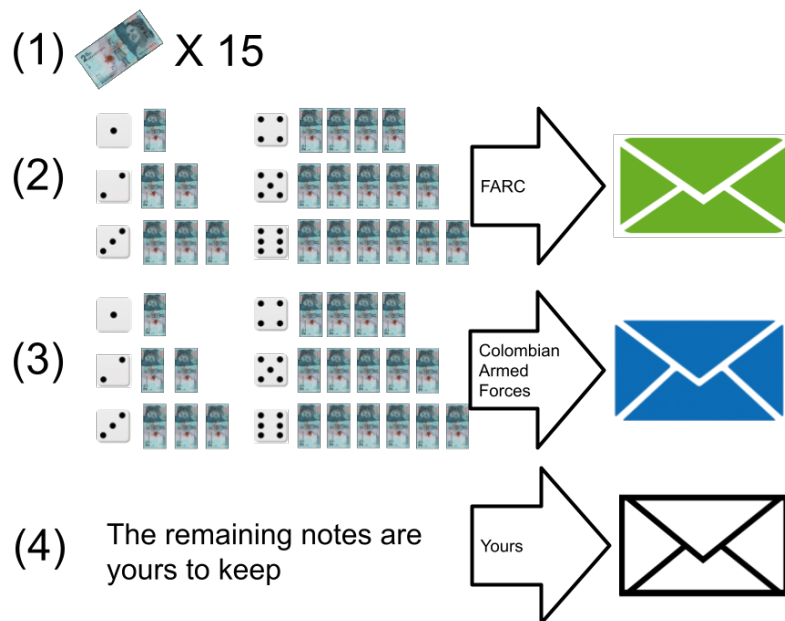 (1) X 15
(2)
FARC
(3)
Colombian
Armed
Forces
(4) The remaining notes are
yours to keep
Yours